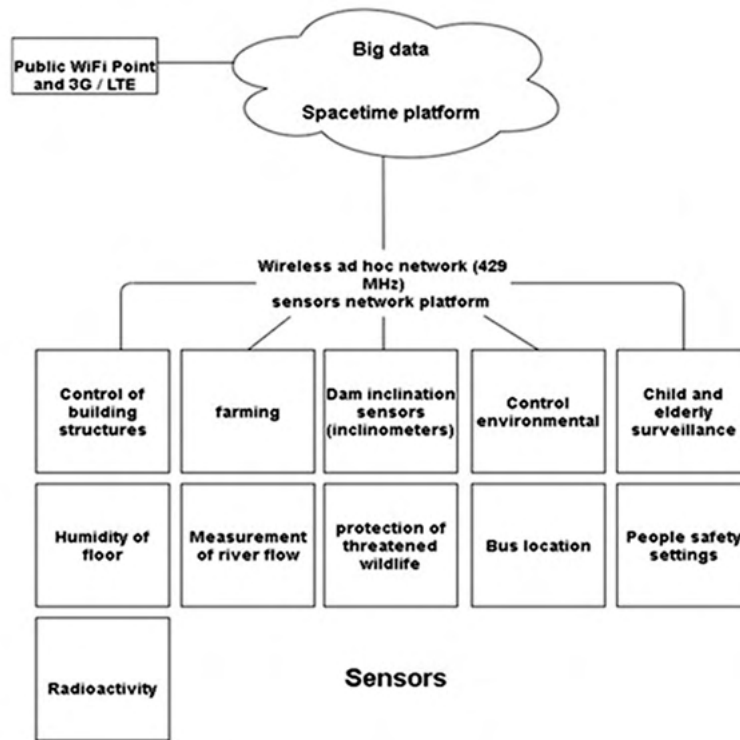 Public WiFi Point
and 3G / LTE
Big data
Spacetime platform
Wireless ad hoc network (429
MHz)
sensors network platform
Control of
building
structures
farming
Dam inclination
sensors
(inclinometers)
Control
environmental
Child and
elderly
surveillance
Humidity of
floor
Measurement
of river flow
protection of
threatened
wildlife
Bus location
People safety
settings
Radioactivity
Sensors